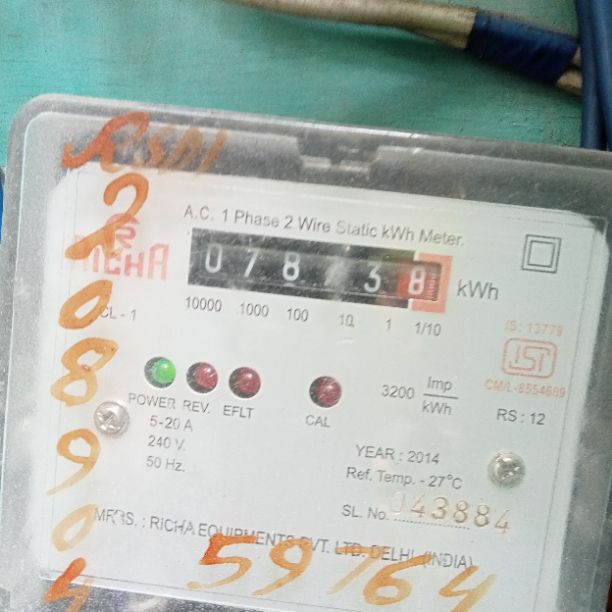 A.C. 1 Phase 2 Wire Static kWh Meter.
RICHA
0 7 8 7 3 8 kWh
CL - 1
10000 1000 100 10 1 1/10
IS : 13779
ISI
CM/L-8554689
POWER REV. EFLT CAL
3200 Imp/kWh
RS : 12
5-20 A
240 V.
50 Hz.
YEAR : 2014
Ref. Temp. - 27°C
SL. No. 043884
MFRS. : RICHA EQUIPMENTS PVT. LTD. DELHI. (INDIA)
2
0
8
9
0
4
59764